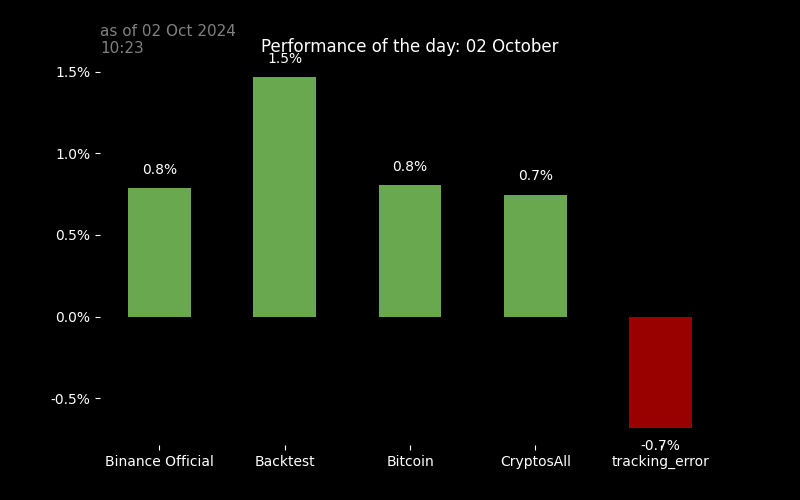 as of 02 Oct 2024
10:23
Performance of the day: 02 October
1.5%
1.5%
1.0%
0.8%
0.8%
0.7%
0.5%
0.0%
-0.5%
-0.7%
Binance Official
Backtest
Bitcoin
CryptosAll
tracking_error